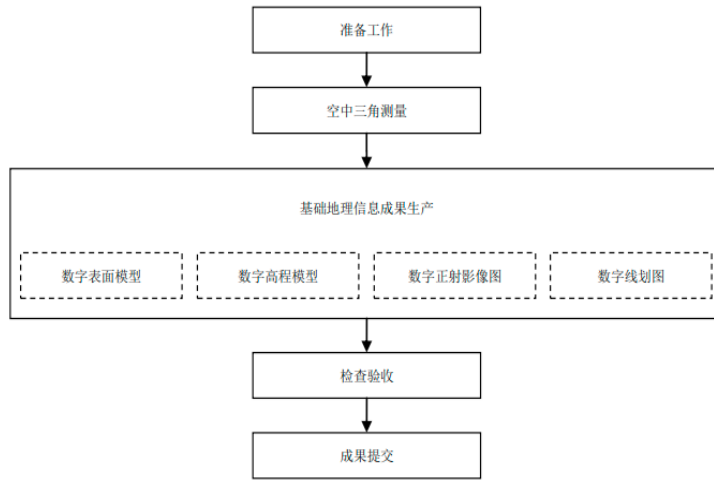 准备工作
空中三角测量
基础地理信息成果生产
数字表面模型
数字高程模型
数字正射影像图
数字线划图
检查验收
成果提交